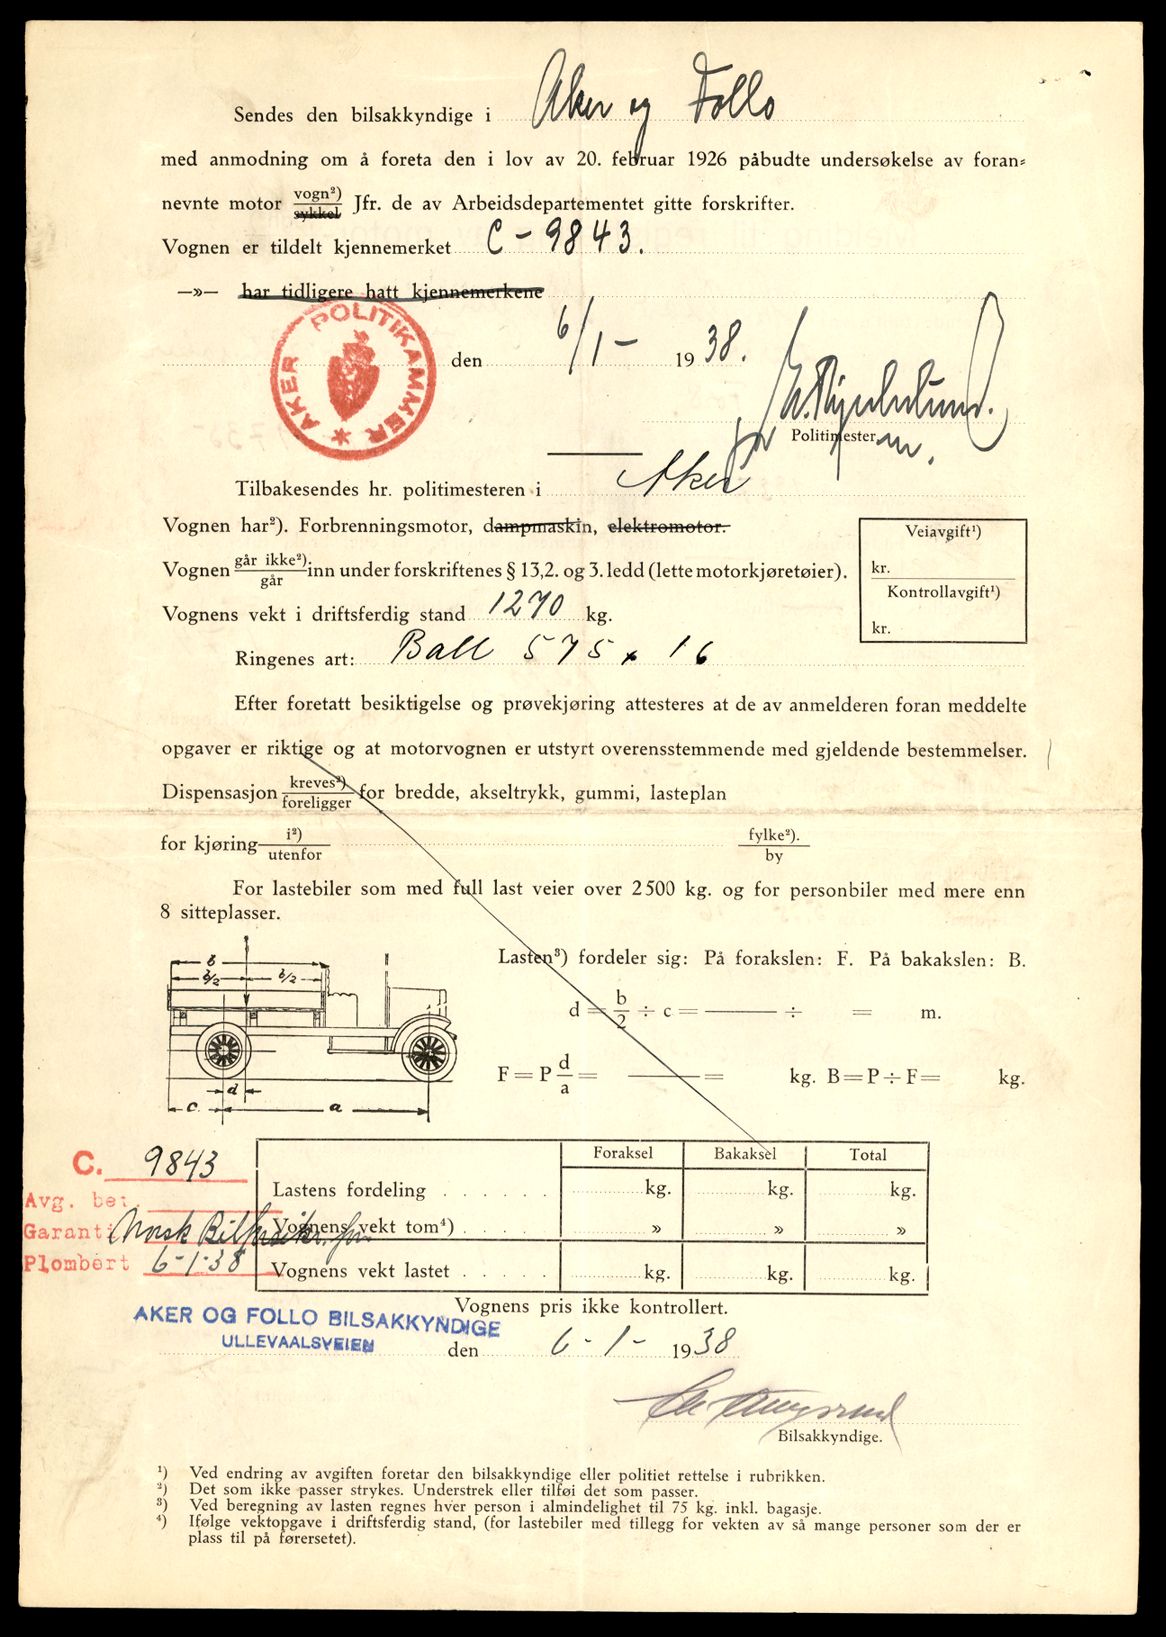 Sendes den bilsakkyndige i Aker og Follo
med anmodning om å foreta den i lov av 20. februar 1926 påbudte undersøkelse av foran=
nevnte motor vogn²) sykkel Jfr. de av Arbeidsdepartementet gitte forskrifter.
Vognen er tildelt kjennemerket C-9843.
—»— har tidligere hatt kjennemerkene
AKER POLITIKAMMER
den 6/1- 1938.
for
Politimester
m.
Tilbakesendes hr. politimesteren i Aker
Vognen har²). Forbrenningsmotor, dampmaskin, elektromotor.
Veiavgift¹)
kr.
Kontrollavgift¹)
kr.
Vognen går ikke²) går inn under forskriftenes § 13,2. og 3. ledd (lette motorkjøretøier).
Vognens vekt i driftsferdig stand 1270 kg.
Ringenes art: Ball 575 x 16
Efter foretatt besiktigelse og prøvekjøring attesteres at de av anmelderen foran meddelte
opgaver er riktige og at motorvognen er utstyrt overensstemmende med gjeldende bestemmelser.
Dispensasjon kreves²) foreligger for bredde, akseltrykk, gummi, lasteplan
for kjøring i²) utenfor fylke²). by
For lastebiler som med full last veier over 2500 kg. og for personbiler med mere enn
8 sitteplasser.
b
b/2 b/2
d
c a
Lasten³) fordeler sig: På forakslen: F. På bakakslen: B.
d = b/2 ÷ c = ——— ÷ = m.
F = P d/a = ——— = kg. B = P ÷ F = kg.
C. 9843
Avg. bet.
Garanti Norsk Bilforsikr. for.
Plombert 6-1-38
Foraksel Bakaksel Total
Lastens fordeling . . . . . kg. kg. kg.
Vognens vekt tom⁴) . . . . » » »
Vognens vekt lastet . . . . . kg. kg. kg.
Vognens pris ikke kontrollert.
AKER OG FOLLO BILSAKKYNDIGE
ULLEVAALSVEIEN
den 6-1- 1938
Bilsakkyndige.
¹) Ved endring av avgiften foretar den bilsakkyndige eller politiet rettelse i rubrikken.
²) Det som ikke passer strykes. Understrek eller tilføi det som passer.
³) Ved beregning av lasten regnes hver person i almindelighet til 75 kg. inkl. bagasje.
⁴) Ifølge vektopgave i driftsferdig stand, (for lastebiler med tillegg for vekten av så mange personer som der er
plass til på førersetet).